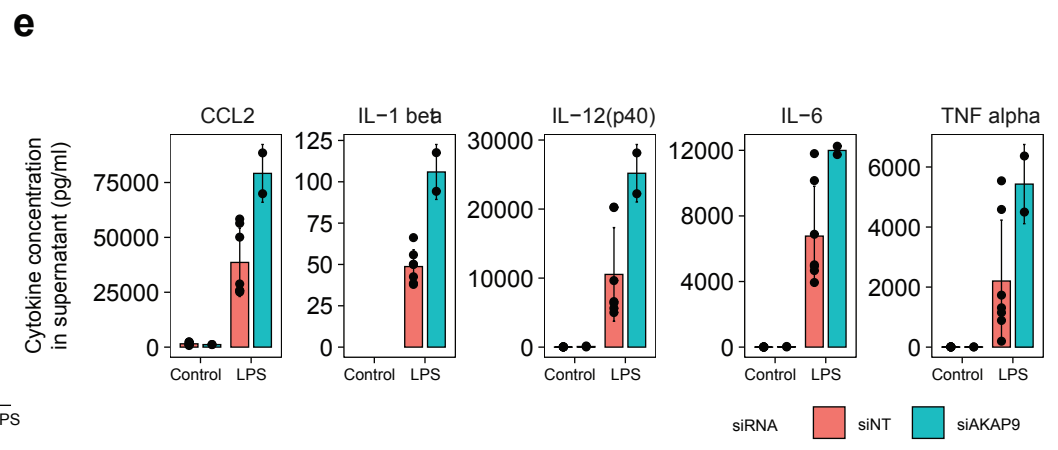 e
Cytokine concentration
in supernatant (pg/ml)
CCL2
75000
50000
25000
0
Control LPS
IL−1 beta
125
100
75
50
25
0
Control LPS
IL−12(p40)
30000
20000
10000
0
Control LPS
IL−6
12000
8000
4000
0
Control LPS
TNF alpha
6000
4000
2000
0
Control LPS
PS
siRNA siNT siAKAP9